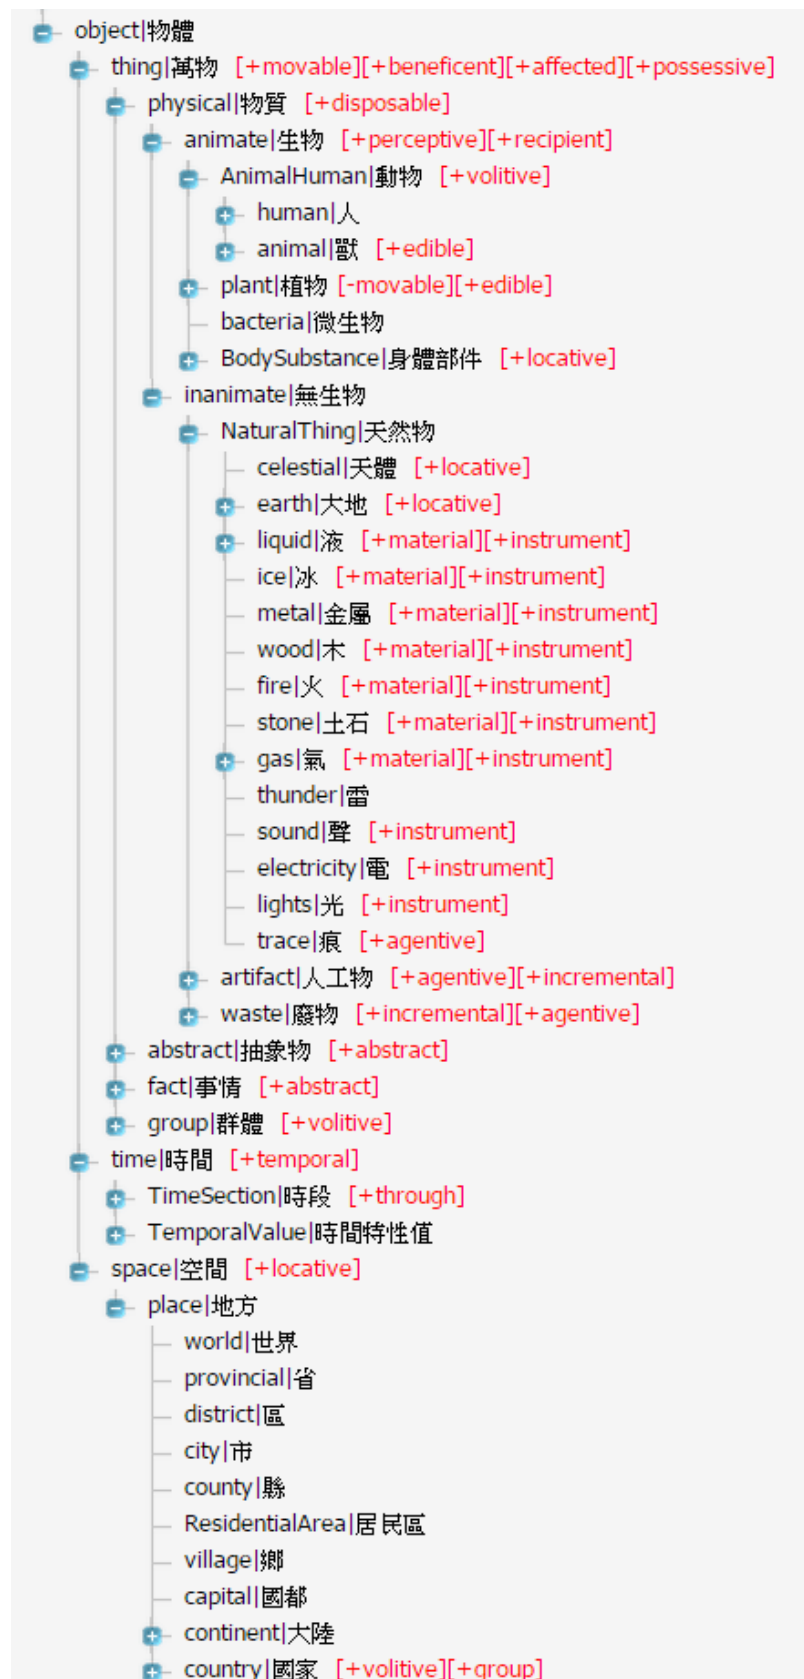 object|物體
thing|萬物 [+movable][+beneficent][+affected][+possessive]
physical|物質 [+disposable]
animate|生物 [+perceptive][+recipient]
AnimalHuman|動物 [+volitive]
human|人
animal|獸 [+edible]
plant|植物 [-movable][+edible]
bacteria|微生物
BodySubstance|身體部件 [+locative]
inanimate|無生物
NaturalThing|天然物
celestial|天體 [+locative]
earth|大地 [+locative]
liquid|液 [+material][+instrument]
ice|冰 [+material][+instrument]
metal|金屬 [+material][+instrument]
wood|木 [+material][+instrument]
fire|火 [+material][+instrument]
stone|土石 [+material][+instrument]
gas|氣 [+material][+instrument]
thunder|雷
sound|聲 [+instrument]
electricity|電 [+instrument]
lights|光 [+instrument]
trace|痕 [+agentive]
artifact|人工物 [+agentive][+incremental]
waste|廢物 [+incremental][+agentive]
abstract|抽象物 [+abstract]
fact|事情 [+abstract]
group|群體 [+volitive]
time|時間 [+temporal]
TimeSection|時段 [+through]
TemporalValue|時間特性值
space|空間 [+locative]
place|地方
world|世界
provincial|省
district|區
city|市
county|縣
ResidentialArea|居民區
village|鄉
capital|國都
continent|大陸
country|國家 [+volitive][+group]